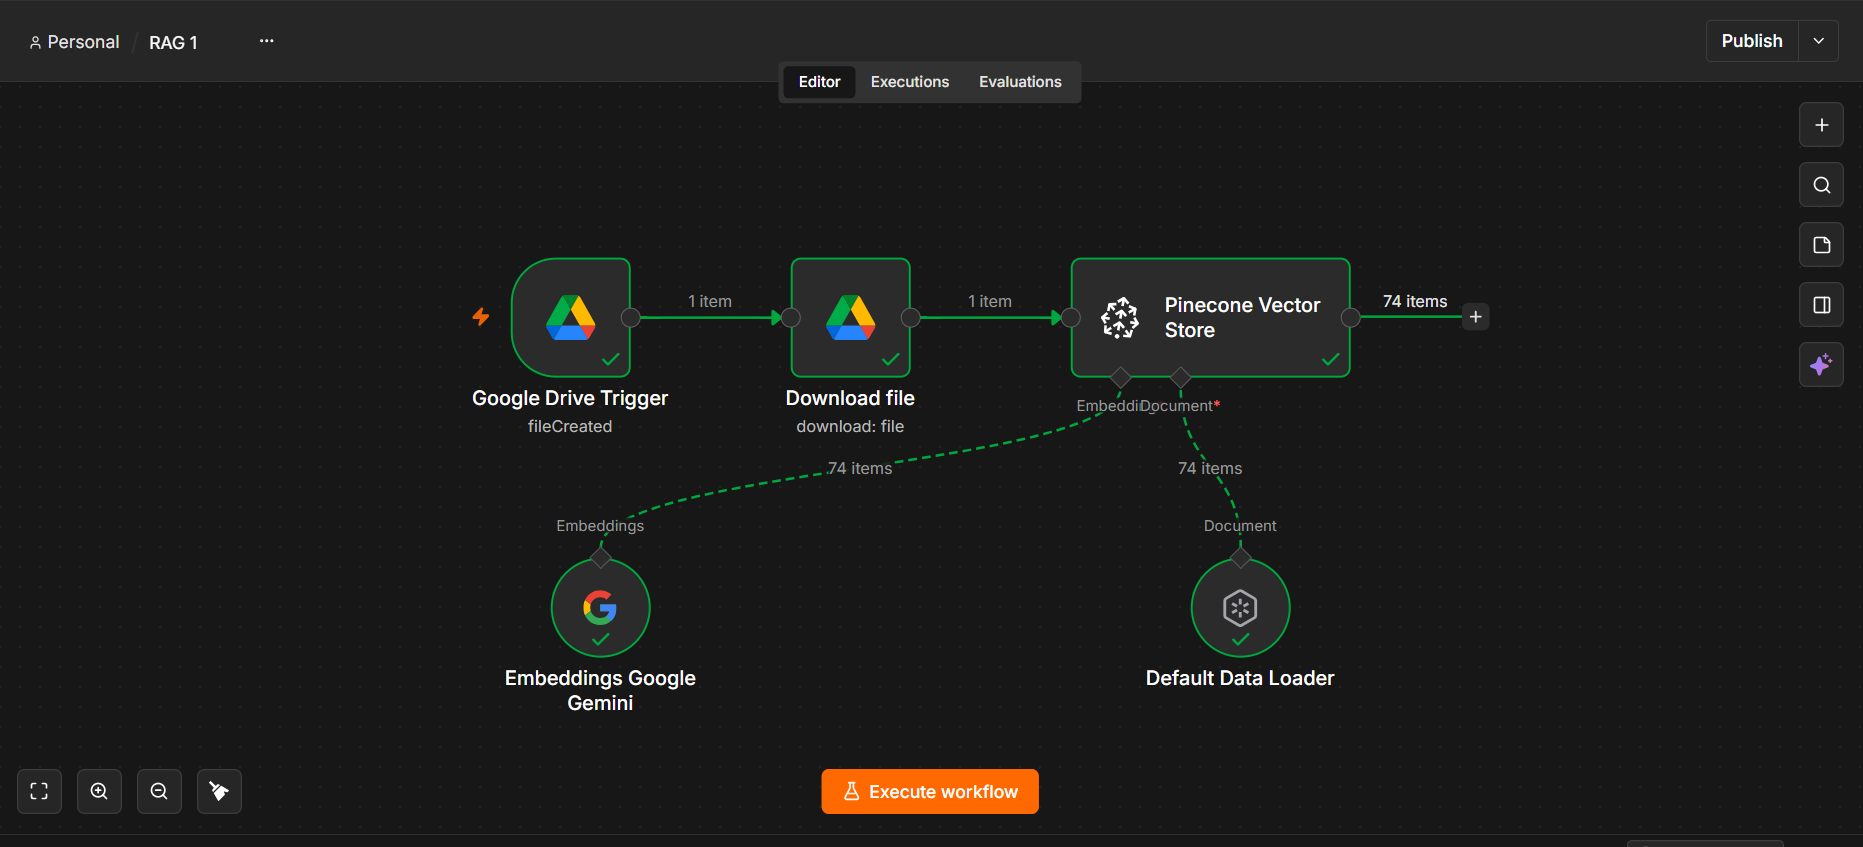 Personal / RAG 1 ...
Publish
Editor Executions Evaluations
1 item
1 item
Pinecone Vector
Store
74 items
Google Drive Trigger
fileCreated
Download file
download: file
Document*
74 items
74 items
Embeddings
Document
Embeddings Google
Gemini
Default Data Loader
Execute workflow